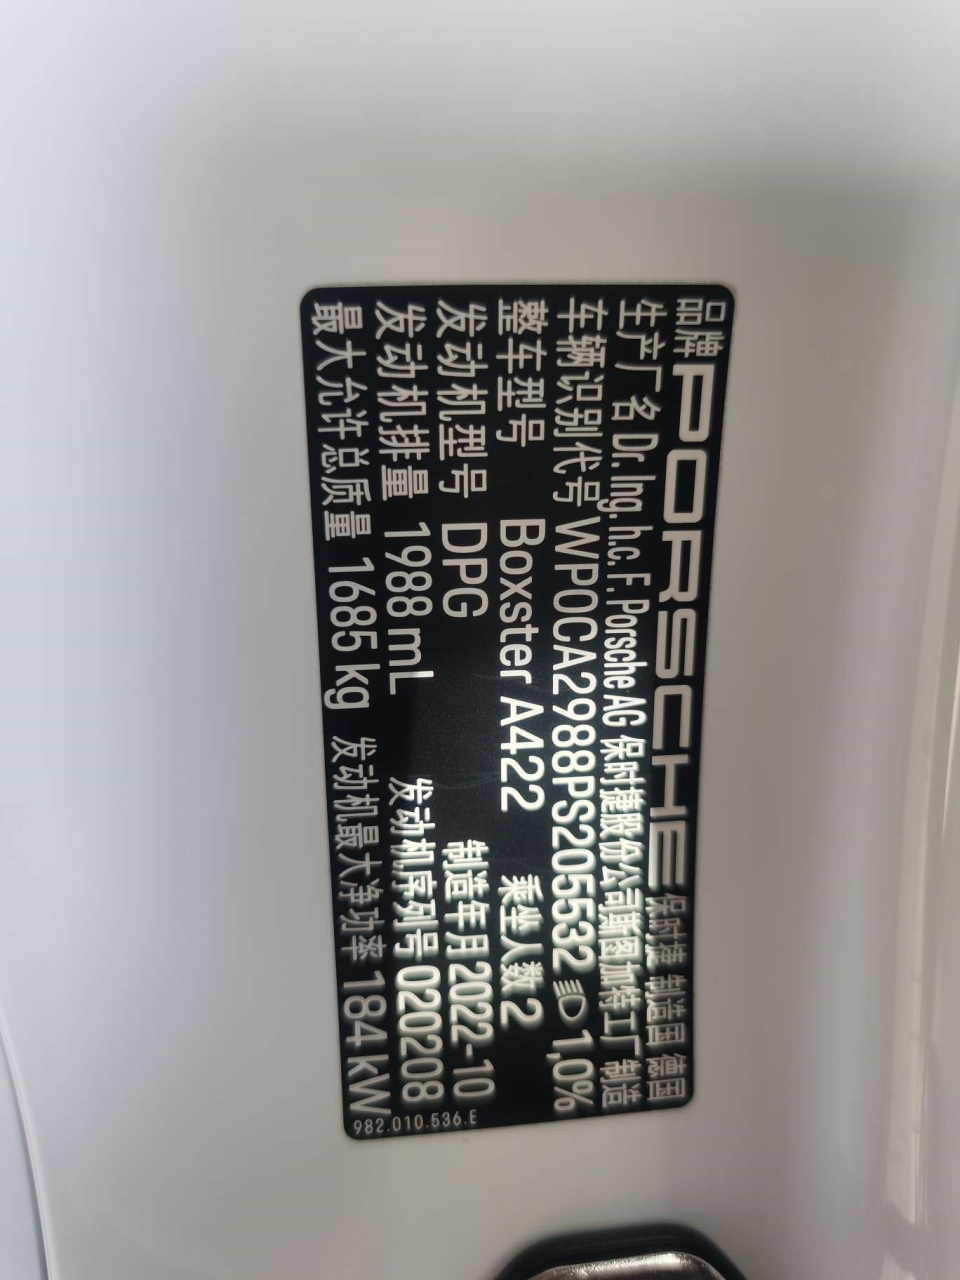 品牌 PORSCHE 保时捷 制造国 德国
生产厂名 Dr. Ing. h.c. F. Porsche AG 保时捷股份公司斯图加特工厂 制造
车辆识别代号 WP0CA2988PS205532 1,0%
整车型号 Boxster A422 乘坐人数 2
发动机型号 DPG 制造年月 2022-10
发动机排量 1988 mL 发动机序列号 020208
最大允许总质量 1685 kg 发动机最大净功率 184 kW
982.010.536.E